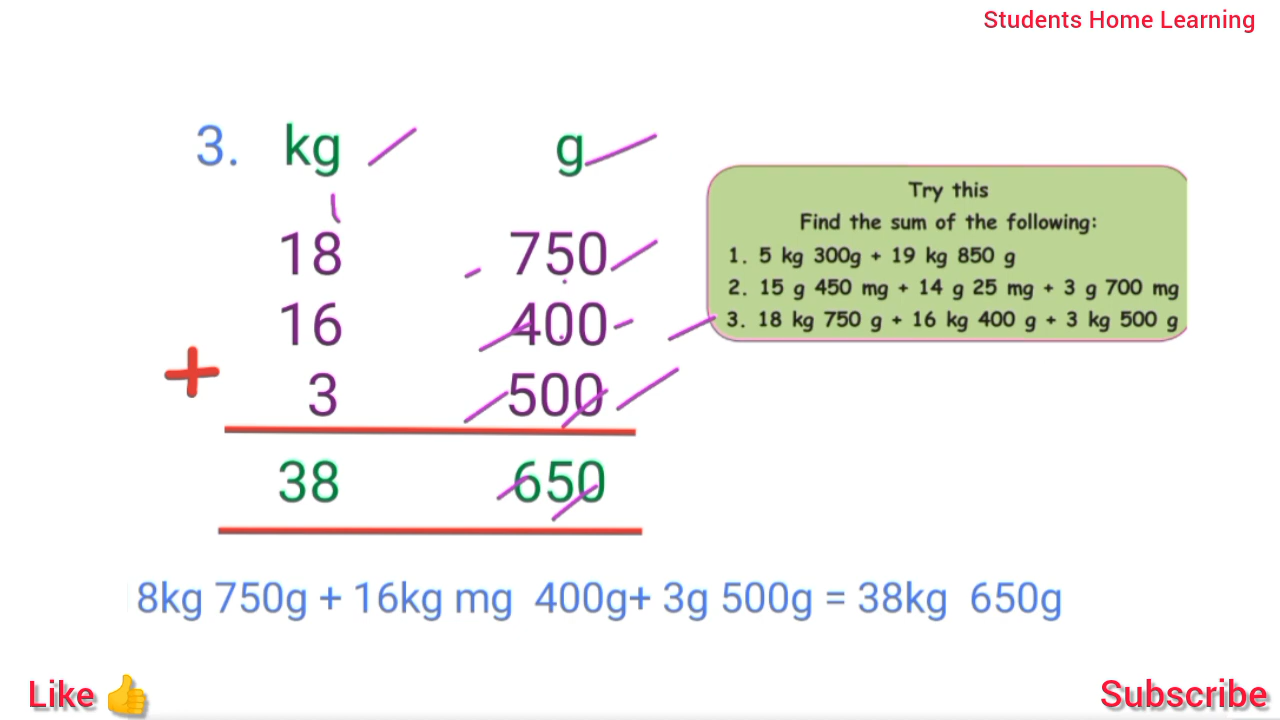 Students Home Learning
3. kg g
18 750
16 400
+ 3 500
38 650
Try this
Find the sum of the following:
1. 5 kg 300g + 19 kg 850 g
2. 15 g 450 mg + 14 g 25 mg + 3 g 700 mg
3. 18 kg 750 g + 16 kg 400 g + 3 kg 500 g
8kg 750g + 16kg mg 400g+ 3g 500g = 38kg 650g
Like 👍
Subscribe